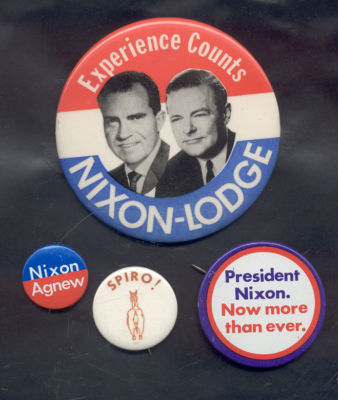 Experience Counts
NIXON-LODGE
Nixon
Agnew
SPIRO!
President
Nixon.
Now more
than ever.